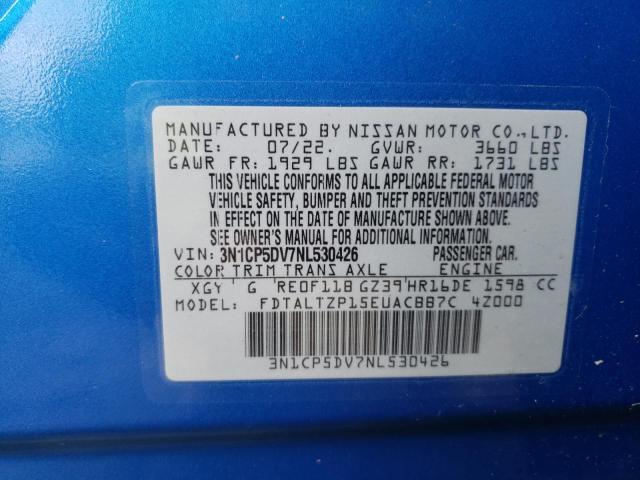 MANUFACTURED BY NISSAN MOTOR CO.,LTD.
DATE: 07/22. GVWR: 3660 LBS
GAWR FR: 1929 LBS GAWR RR: 1731 LBS
THIS VEHICLE CONFORMS TO ALL APPLICABLE FEDERAL MOTOR
VEHICLE SAFETY, BUMPER AND THEFT PREVENTION STANDARDS
IN EFFECT ON THE DATE OF MANUFACTURE SHOWN ABOVE.
SEE OWNER'S MANUAL FOR ADDITIONAL INFORMATION.
VIN: 3N1CP5DV7NL530426 PASSENGER CAR.
COLOR TRIM TRANS AXLE ENGINE
XGY G RE0F11B GZ39 HR16DE 1598 CC
MODEL: FDTALTZP15EUACBB7C 4Z000
3N1CP5DV7NL530426